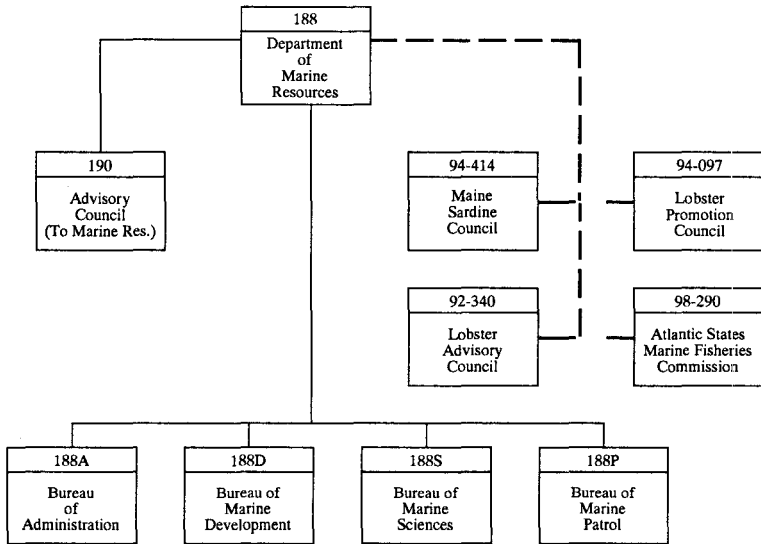 188
Department
of
Marine
Resources
190
Advisory
Council
(To Marine Res.)
94-414
Maine
Sardine
Council
94-097
Lobster
Promotion
Council
92-340
Lobster
Advisory
Council
98-290
Atlantic States
Marine Fisheries
Commission
188A
Bureau
of
Administration
188D
Bureau of
Marine
Development
188S
Bureau of
Marine
Sciences
188P
Bureau of
Marine
Patrol